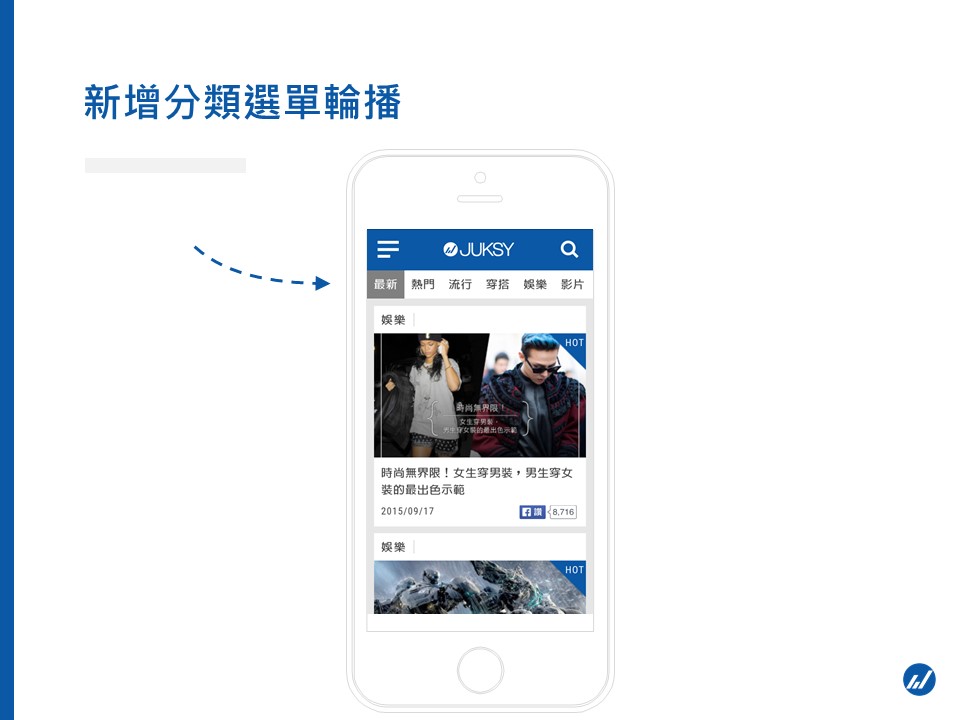 新增分類選單輪播
JUKSY
最新 熱門 流行 穿搭 娛樂 影片
娛樂
HOT
時尚無界限！
女生穿男裝，
男生穿女裝的最出色示範
時尚無界限！女生穿男裝，男生穿女
裝的最出色示範
2015/09/17 讚 8,716
娛樂
HOT